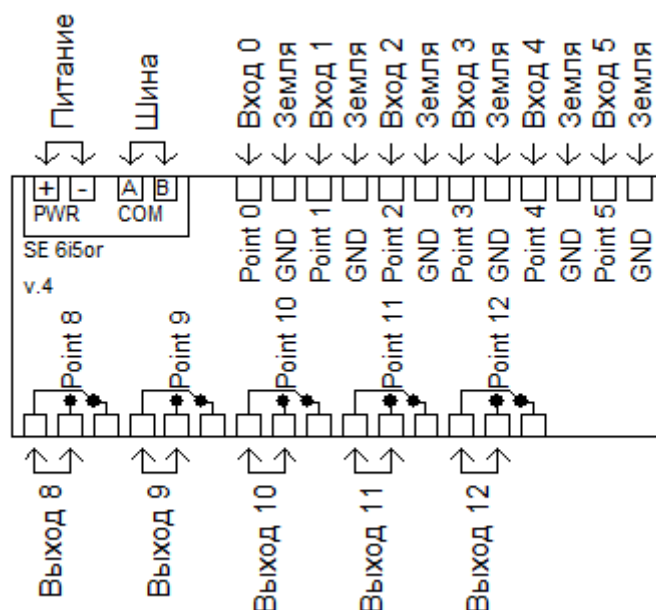 Питание
Шина
Вход 0
Земля
Вход 1
Земля
Вход 2
Земля
Вход 3
Земля
Вход 4
Земля
Вход 5
Земля
+
-
A
B
PWR
COM
Point 0
GND
Point 1
GND
Point 2
GND
Point 3
GND
Point 4
GND
Point 5
GND
SE 6i5or
v.4
Point 8
Point 9
Point 10
Point 11
Point 12
Выход 8
Выход 9
Выход 10
Выход 11
Выход 12